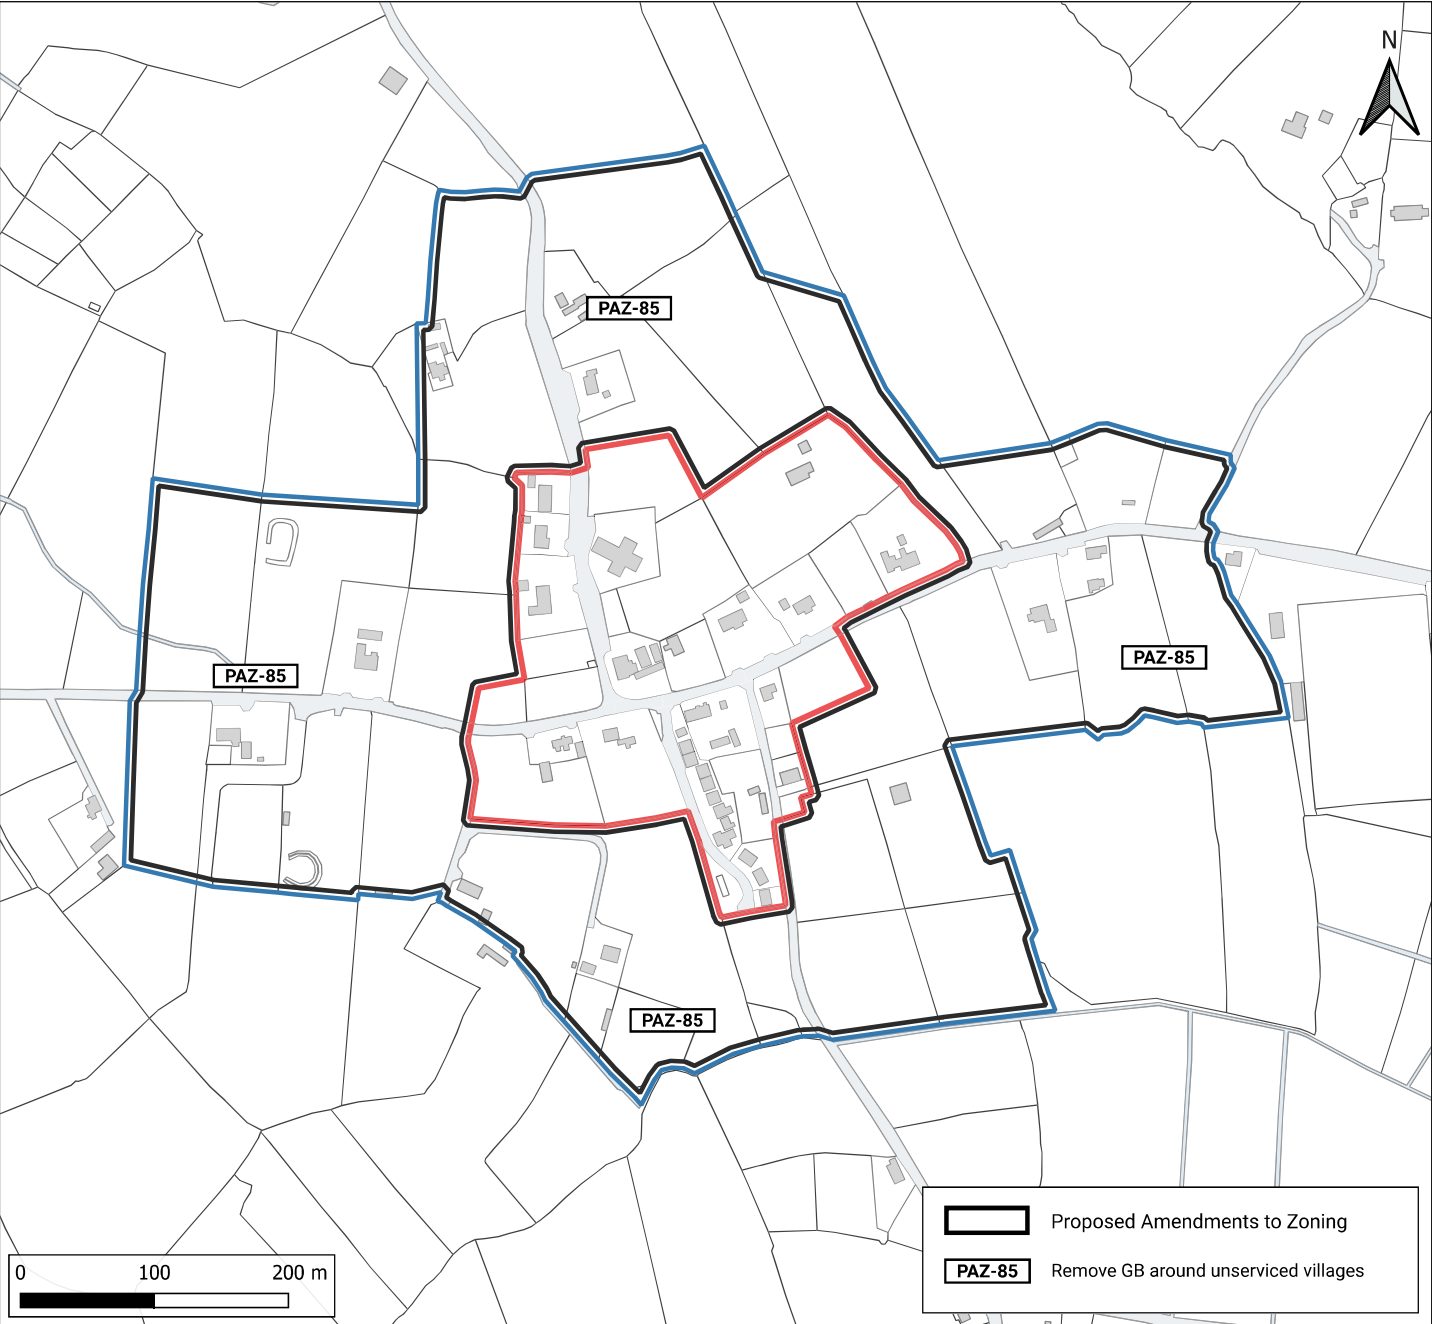 N
PAZ-85
PAZ-85
PAZ-85
PAZ-85
Proposed Amendments to Zoning
PAZ-85 Remove GB around unserviced villages
0 100 200 m